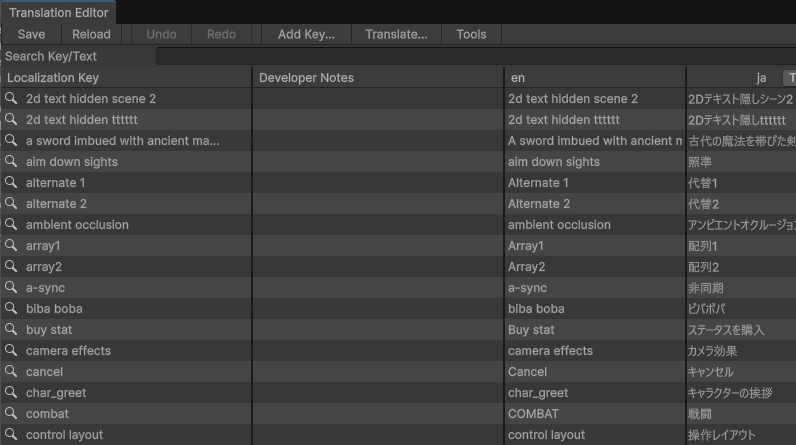 Translation Editor
Save Reload Undo Redo Add Key... Translate... Tools
Search Key/Text
Localization Key Developer Notes en ja T
2d text hidden scene 2 2d text hidden scene 2 2Dテキスト隠しシーン2
2d text hidden tttttt 2d text hidden tttttt 2Dテキスト隠しtttttt
a sword imbued with ancient ma... A sword imbued with ancient m 古代の魔法を帯びた剣
aim down sights aim down sights 照準
alternate 1 Alternate 1 代替1
alternate 2 Alternate 2 代替2
ambient occlusion ambient occlusion アンビエントオクルージョン
array1 Array1 配列1
array2 Array2 配列2
a-sync a-sync 非同期
biba boba biba boba ビバボバ
buy stat Buy stat ステータスを購入
camera effects camera effects カメラ効果
cancel Cancel キャンセル
char_greet char_greet キャラクターの挨拶
combat COMBAT 戦闘
control layout control layout 操作レイアウト